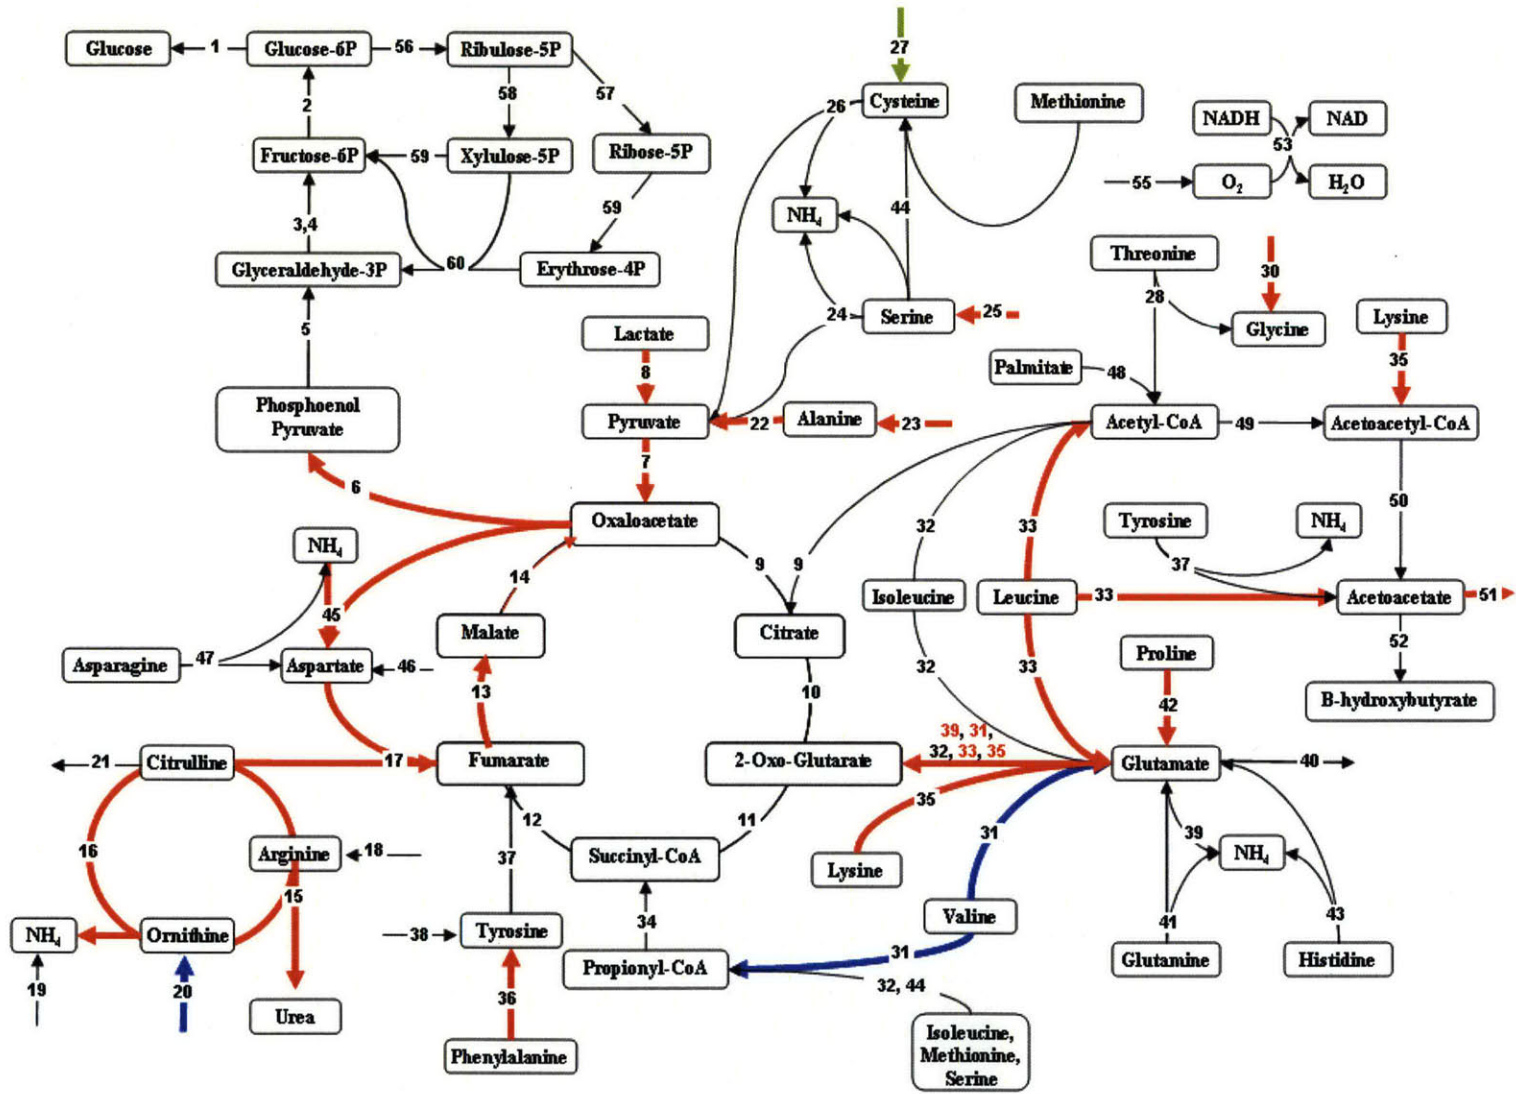 Glucose
1
Glucose-6P
56
Ribulose-5P
27
2
58
57
26
Cysteine
Methionine
NADH
NAD
53
Fructose-6P
59
Xylulose-5P
Ribose-5P
55
O2
H2O
3,4
59
NH4
44
Glyceraldehyde-3P
60
Erythrose-4P
Threonine
30
28
5
Lactate
24
Serine
25
Glycine
Lysine
8
35
Palmitate
48
Phosphoenol
Pyruvate
Pyruvate
22
Alanine
23
Acetyl-CoA
49
Acetoacetyl-CoA
7
6
50
Oxaloacetate
32
33
Tyrosine
NH4
NH4
9
9
37
14
45
Isoleucine
Leucine
33
Acetoacetate
51
Malate
Citrate
52
Asparagine
47
Aspartate
46
32
33
Proline
13
10
42
B-hydroxybutyrate
39, 31,
32, 33, 35
21
Citrulline
17
Fumarate
2-Oxo-Glutarate
Glutamate
40
35
12
11
31
39
16
Arginine
18
37
Succinyl-CoA
Lysine
NH4
15
34
Valine
41
43
NH4
Ornithine
38
Tyrosine
31
Propionyl-CoA
Glutamine
Histidine
19
20
36
32, 44
Urea
Isoleucine,
Methionine,
Serine
Phenylalanine